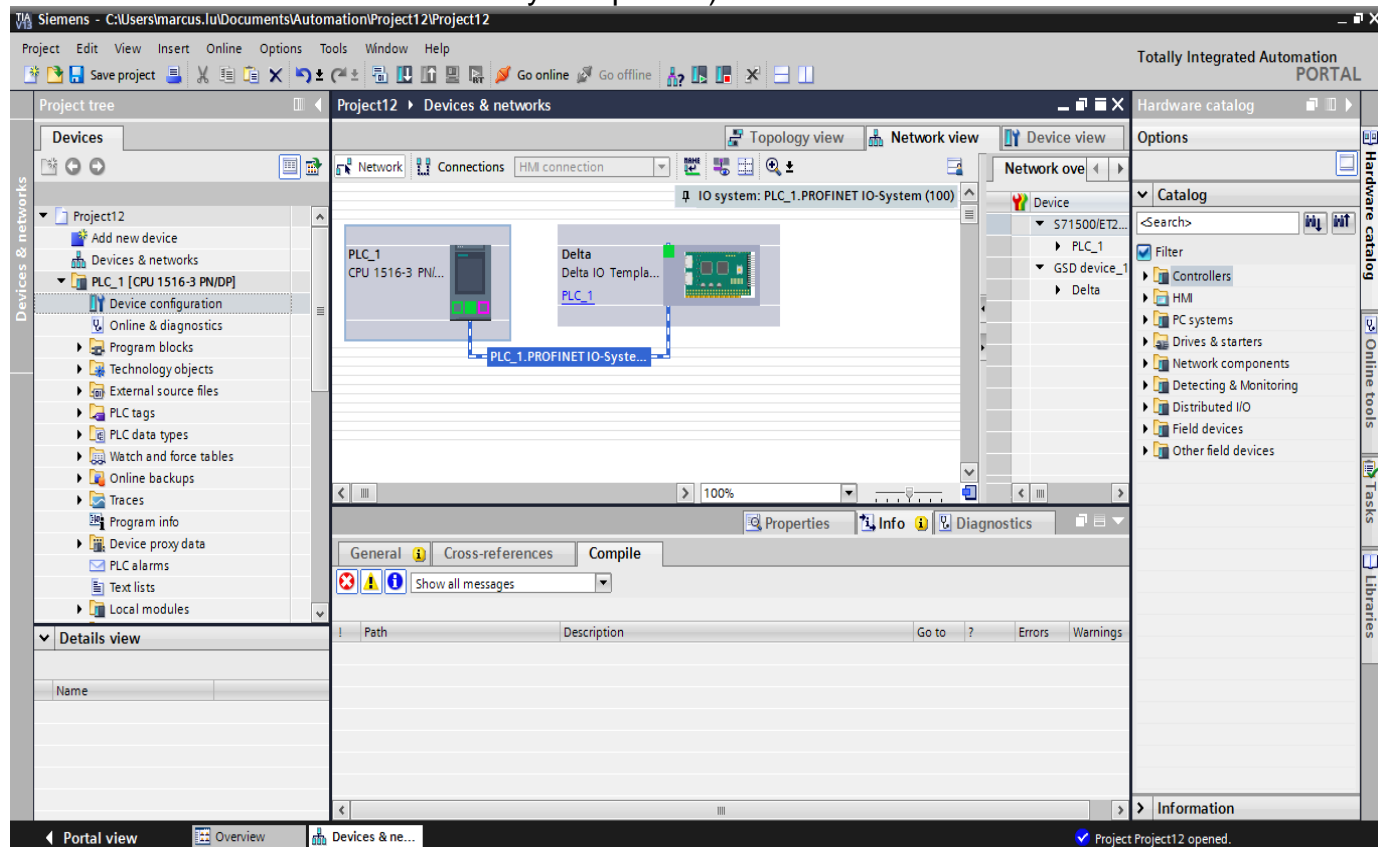 Siemens - C:\Users\marcus.lu\Documents\Automation\Project12\Project12
Project Edit View Insert Online Options Tools Window Help
Totally Integrated Automation
PORTAL
Save project
Go online
Go offline
Project tree
Project12 Devices & networks
Hardware catalog
Devices
Topology view
Network view
Device view
Options
Network
Connections
HMI connection
Network ove
IO system: PLC_1.PROFINET IO-System (100)
Device
Catalog
S71500/ET2...
PLC_1
GSD device_1
Delta
<Search>
Filter
Controllers
HMI
PC systems
Drives & starters
Network components
Detecting & Monitoring
Distributed I/O
Field devices
Other field devices
Project12
Add new device
Devices & networks
PLC_1 [CPU 1516-3 PN/DP]
Device configuration
Online & diagnostics
Program blocks
Technology objects
External source files
PLC tags
PLC data types
Watch and force tables
Online backups
Traces
Program info
Device proxy data
PLC alarms
Text lists
Local modules
PLC_1
CPU 1516-3 PN/...
Delta
Delta IO Templa...
PLC_1
PLC_1.PROFINET IO-Syste...
100%
Properties
Info
Diagnostics
General
Cross-references
Compile
Show all messages
! Path Description Go to ? Errors Warnings
Details view
Name
Devices & networks
Hardware catalog
Online tools
Tasks
Libraries
Information
Portal view
Overview
Devices & ne...
Project Project12 opened.